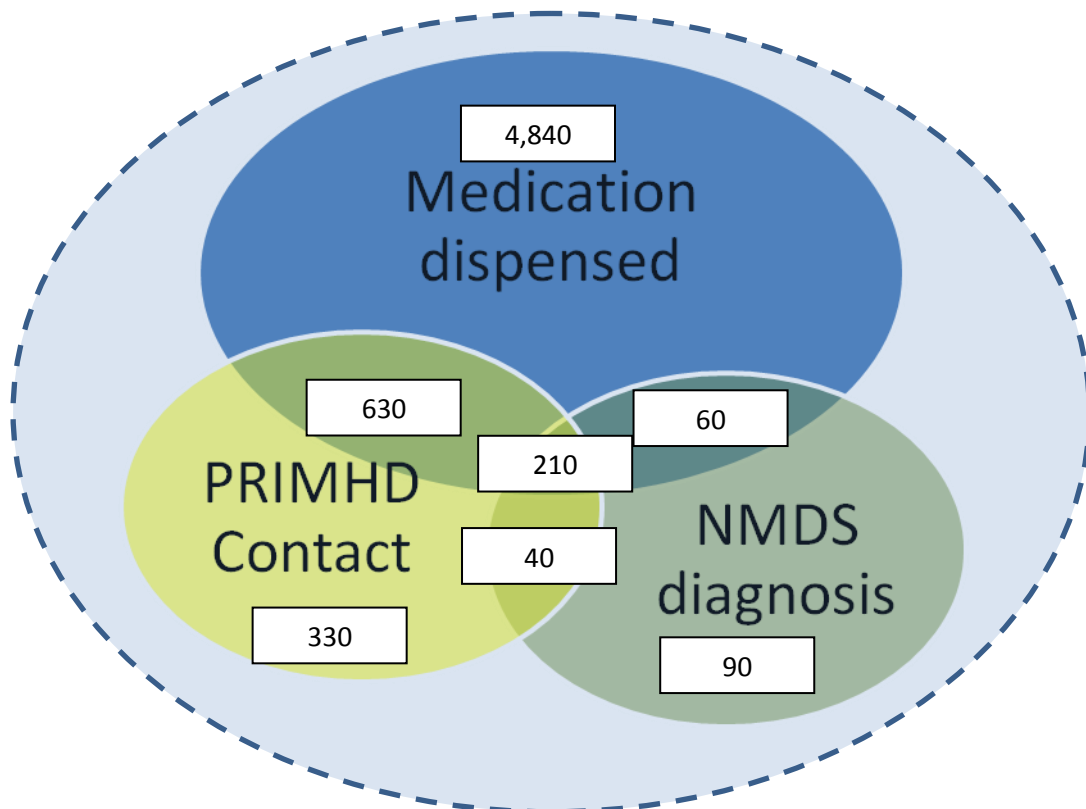 4,840
Medication
dispensed
630
60
210
PRIMHD
Contact
40
NMDS
diagnosis
330
90